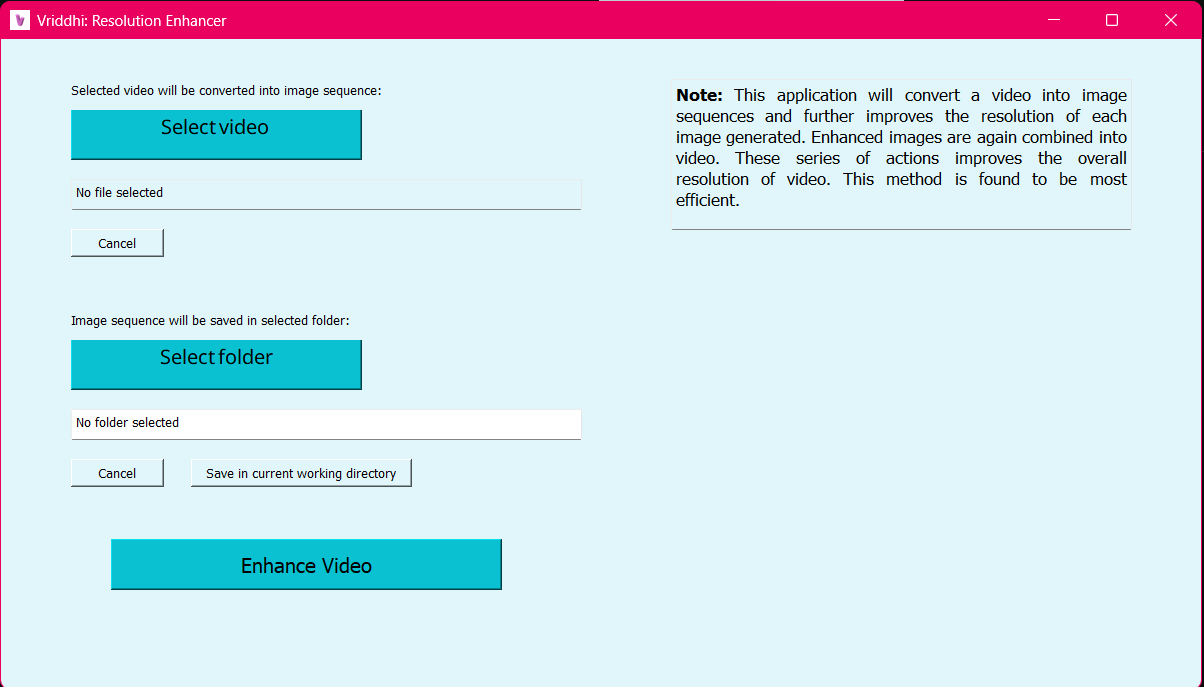 Vriddhi: Resolution Enhancer
Selected video will be converted into image sequence:
Select video
No file selected
Cancel
Image sequence will be saved in selected folder:
Select folder
No folder selected
Cancel
Save in current working directory
Enhance Video
Note: This application will convert a video into image
sequences and further improves the resolution of each
image generated. Enhanced images are again combined into
video. These series of actions improves the overall
resolution of video. This method is found to be most
efficient.